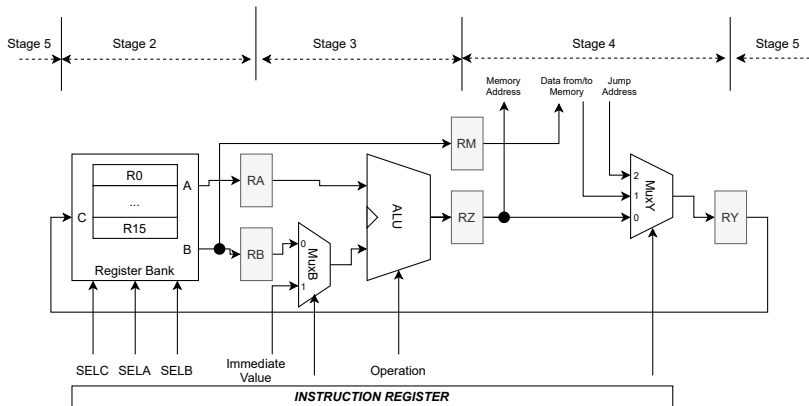 Stage 5
Stage 2
Stage 3
Stage 4
Stage 5
Memory
Address
Data from/to
Memory
Jump
Address
R0
...
R15
A
B
C
Register Bank
RA
RB
RM
0
MuxB
1
ALU
RZ
2
1
0
MuxY
RY
SELC
SELA
SELB
Immediate
Value
Operation
INSTRUCTION REGISTER